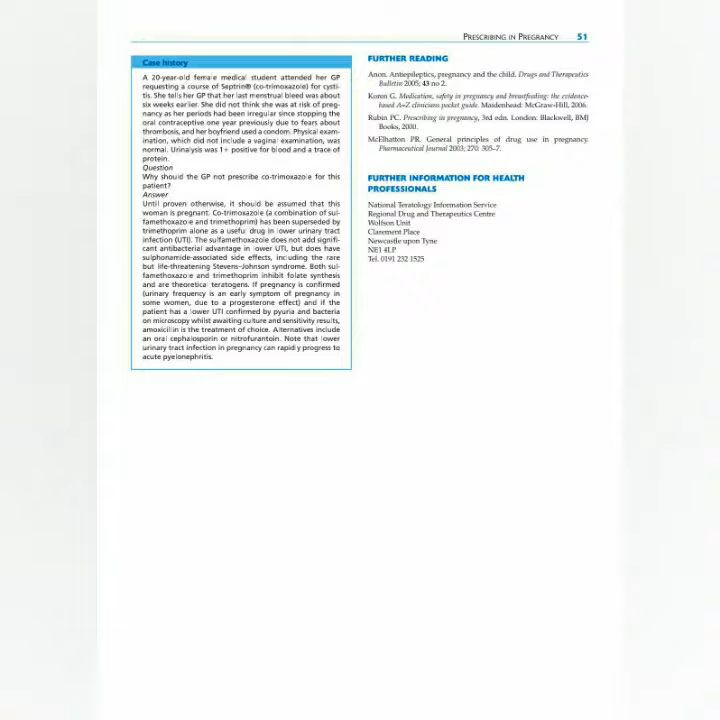 PRESCRIBING IN PREGNANCY 51
Case history
A 20-year-old female medical student attended her GP
requesting a course of Septrin® (co-trimoxazole) for cysti-
tis. She tells her GP that her last menstrual bleed was about
six weeks earlier. She did not think she was at risk of preg-
nancy as her periods had been irregular since stopping the
oral contraceptive one year previously due to fears about
thrombosis, and her boyfriend used a condom. Physical exam-
ination, which did not include a vaginal examination, was
normal. Urinalysis was 1+ positive for blood and a trace of
protein.
Question
Why should the GP not prescribe co-trimoxazole for this
patient?
Answer
Until proven otherwise, it should be assumed that this
woman is pregnant. Co-trimoxazole (a combination of sul-
famethoxazole and trimethoprim) has been superseded by
trimethoprim alone as a useful drug in lower urinary tract
infection (UTI). The sulfamethoxazole does not add signifi-
cant antibacterial advantage in lower UTI, but does have
sulphonamide-associated side effects, including the rare
but life-threatening Stevens–Johnson syndrome. Both sul-
famethoxazole and trimethoprim inhibit folate synthesis
and are theoretical teratogens. If pregnancy is confirmed
(urinary frequency is an early symptom of pregnancy in
some women, due to a progesterone effect) and if the
patient has a lower UTI confirmed by pyuria and bacteria
on microscopy whilst awaiting culture and sensitivity results,
amoxicillin is the treatment of choice. Alternatives include
an oral cephalosporin or nitrofurantoin. Note that lower
urinary tract infection in pregnancy can rapidly progress to
acute pyelonephritis.
FURTHER READING
Anon. Antiepileptics, pregnancy and the child. Drugs and Therapeutics
Bulletin 2005; 43 no 2.
Koren G. Medication, safety in pregnancy and breastfeeding: the evidence-
based A–Z clinicians pocket guide. Maidenhead: McGraw-Hill, 2006.
Rubin PC. Prescribing in pregnancy, 3rd edn. London: Blackwell, BMJ
Books, 2000.
McElhatton PR. General principles of drug use in pregnancy.
Pharmaceutical Journal 2003; 270: 305–7.
FURTHER INFORMATION FOR HEALTH
PROFESSIONALS
National Teratology Information Service
Regional Drug and Therapeutics Centre
Wolfson Unit
Claremont Place
Newcastle upon Tyne
NE1 4LP
Tel. 0191 232 1525